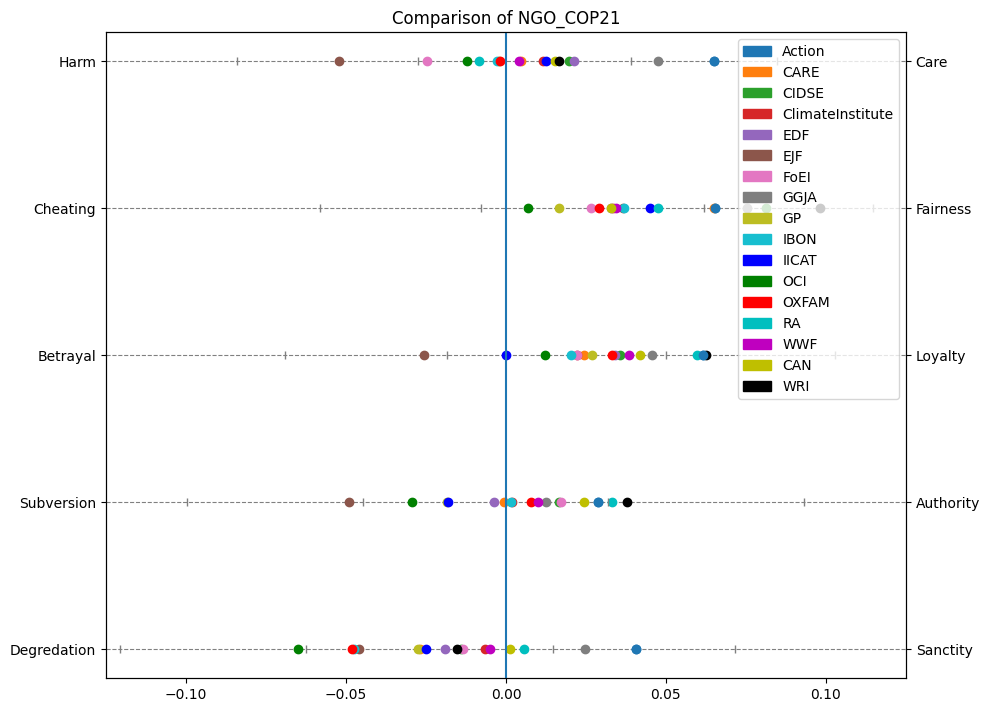 Comparison of NGO_COP21
Harm
Care
Cheating
Fairness
Betrayal
Loyalty
Subversion
Authority
Degredation
Sanctity
Action
CARE
CIDSE
ClimateInstitute
EDF
EJF
FoEI
GGJA
GP
IBON
IICAT
OCI
OXFAM
RA
WWF
CAN
WRI
−0.10
−0.05
0.00
0.05
0.10